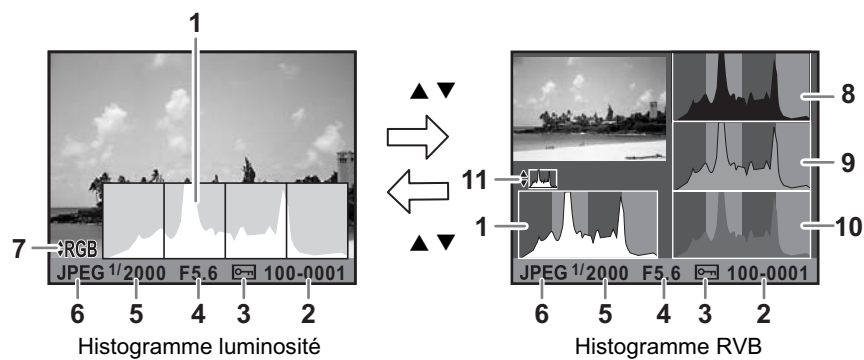 1
7
RGB
JPEG 1/2000 F5.6 100-0001
6 5 4 3 2
Histogramme luminosité
▲▼
▲▼
8
9
10
11
1
JPEG 1/2000 F5.6 100-0001
6 5 4 3 2
Histogramme RVB